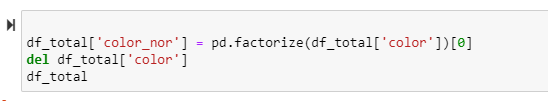 df_total['color_nor'] = pd.factorize(df_total['color'])[0]
del df_total['color']
df_total